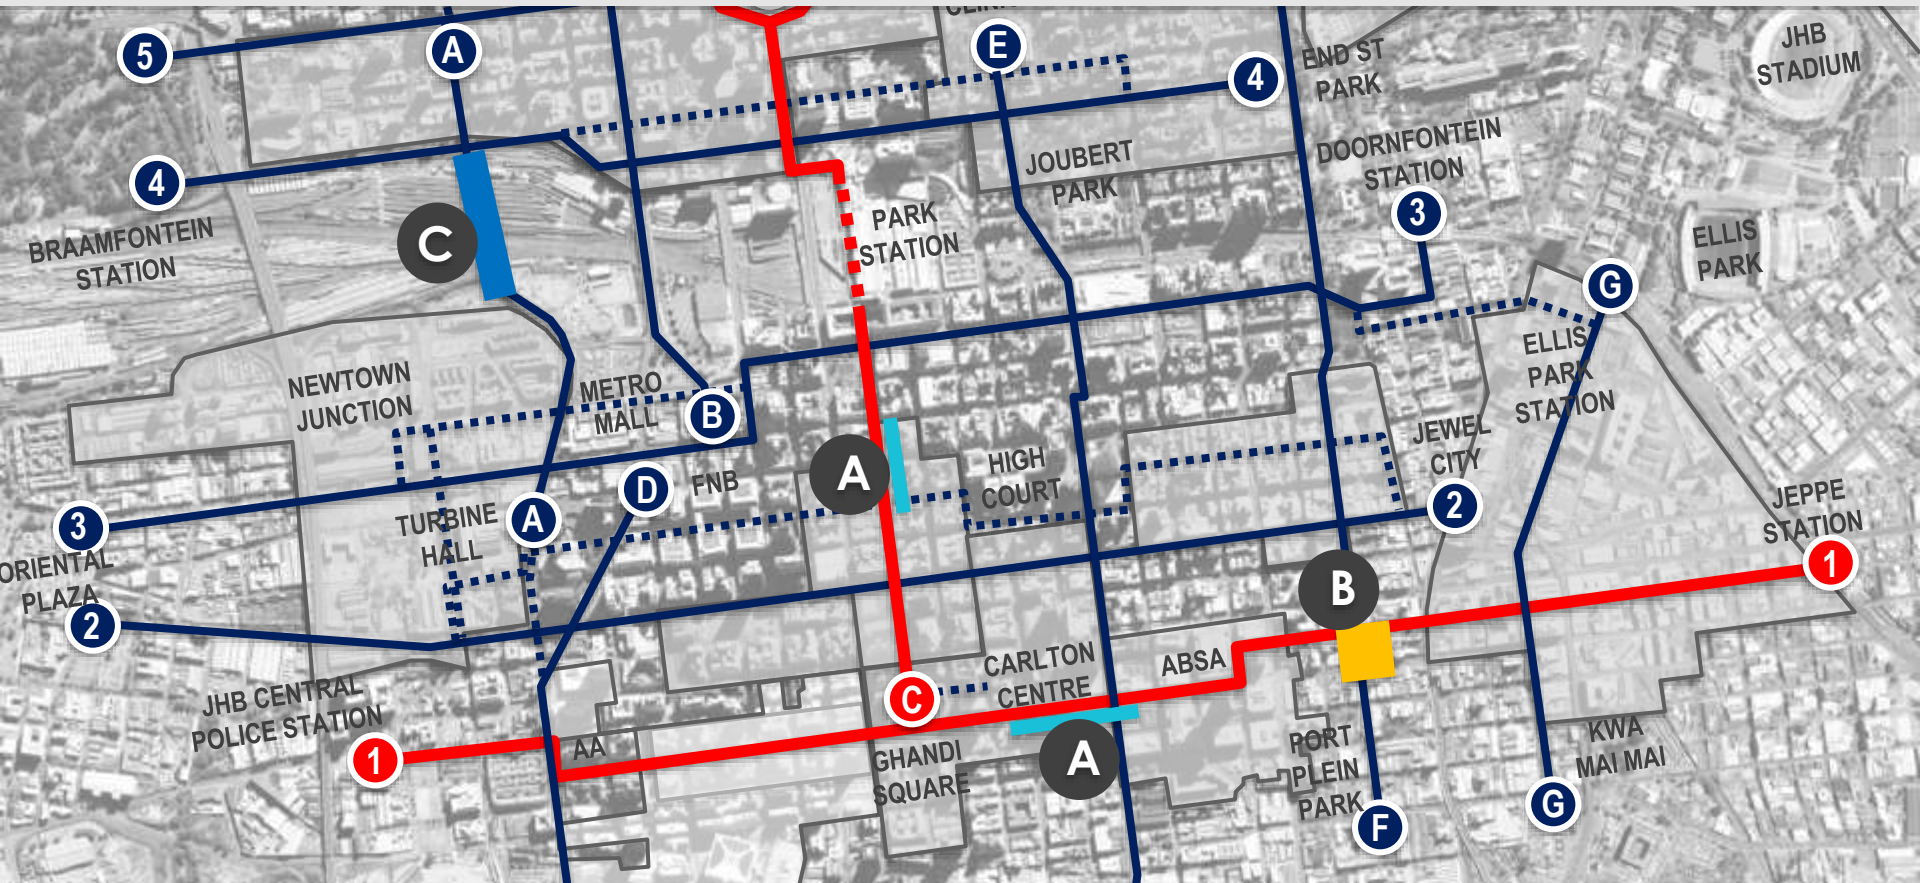 CLIN
5
A
E
4
END ST
PARK
JHB
STADIUM
4
JOUBERT
PARK
DOORNFONTEIN
STATION
3
BRAAMFONTEIN
STATION
C
PARK
STATION
ELLIS
PARK
G
NEWTOWN
JUNCTION
METRO
MALL
B
ELLIS
PARK
STATION
A
HIGH
COURT
JEWEL
CITY
2
JEPPE
STATION
1
3
TURBINE
HALL
A
D
FNB
ORIENTAL
PLAZA
2
B
CARLTON
CENTRE
ABSA
C
JHB CENTRAL
POLICE STATION
1
AA
GHANDI
SQUARE
A
PORT
PLEIN
PARK
F
KWA
MAI MAI
G